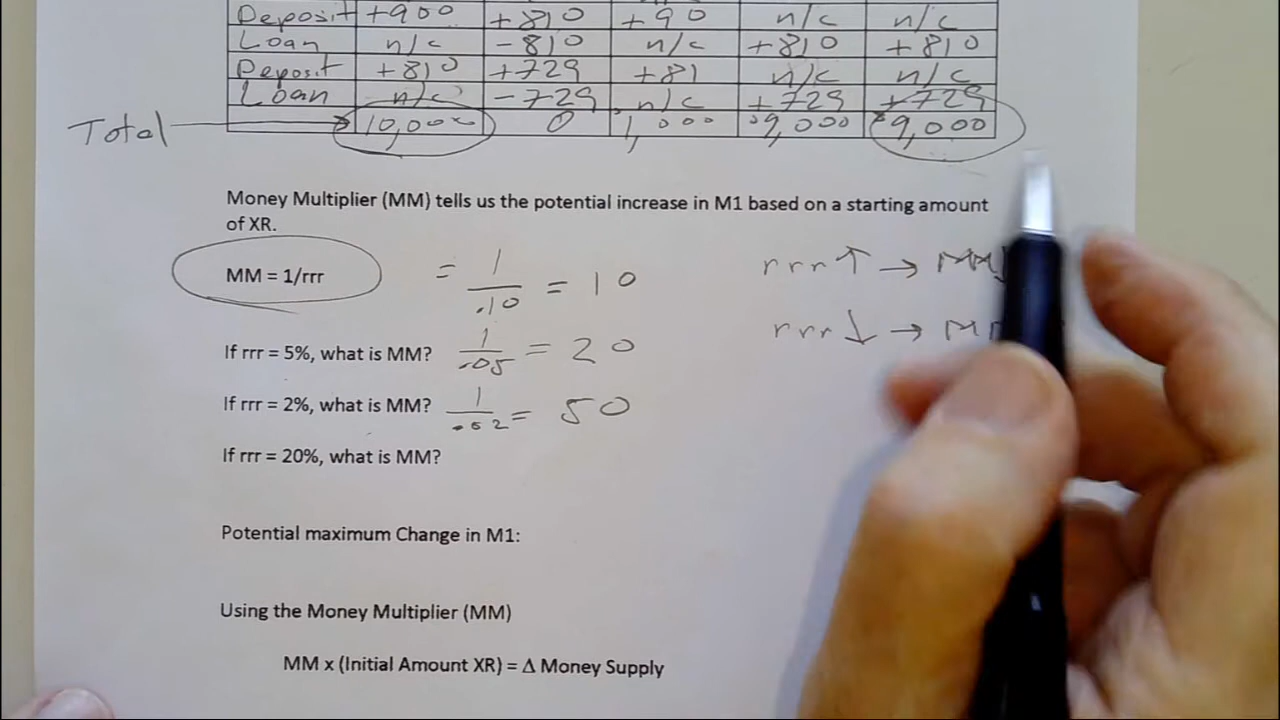 Deposit +900 +810 +90 n/c n/c
Loan n/c -810 n/c +810 +810
Deposit +810 +729 +81 n/c n/c
Loan n/c -729 n/c +729 +729
Total 10,000 0 1,000 9,000 9,000
Money Multiplier (MM) tells us the potential increase in M1 based on a starting amount
of XR.
MM = 1/rrr = 1/.10 = 10 rrr↑ → MM
If rrr = 5%, what is MM? 1/.05 = 20 rrr↓ → M
If rrr = 2%, what is MM? 1/.02 = 50
If rrr = 20%, what is MM?
Potential maximum Change in M1:
Using the Money Multiplier (MM)
MM x (Initial Amount XR) = Δ Money Supply